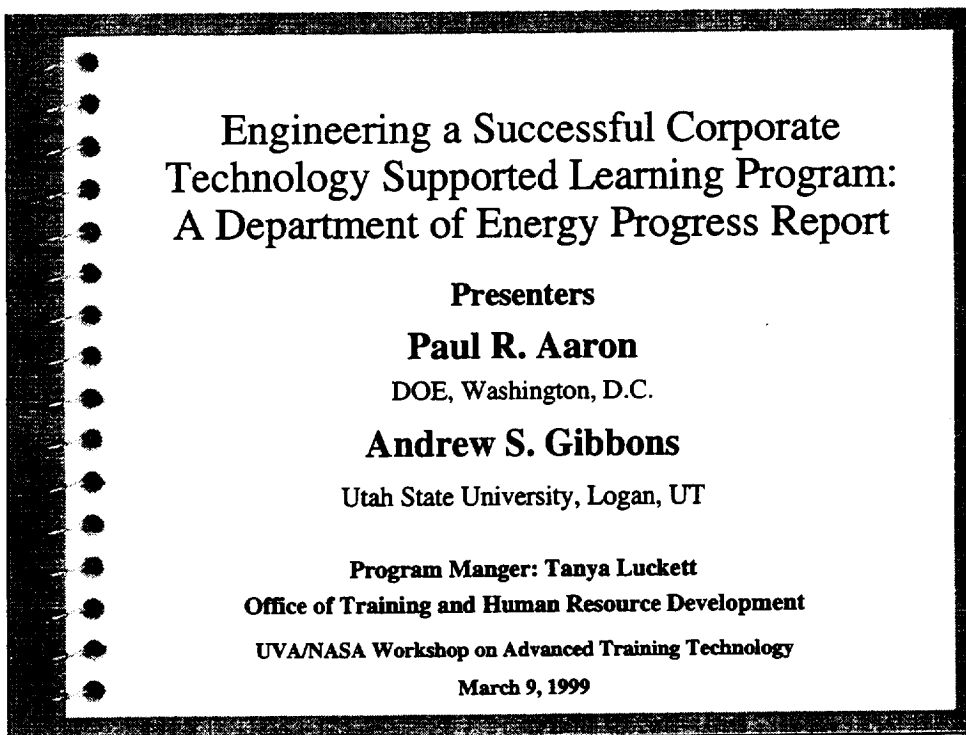 Engineering a Successful Corporate
Technology Supported Learning Program:
A Department of Energy Progress Report
Presenters
Paul R. Aaron
DOE, Washington, D.C.
Andrew S. Gibbons
Utah State University, Logan, UT
Program Manger: Tanya Luckett
Office of Training and Human Resource Development
UVA/NASA Workshop on Advanced Training Technology
March 9, 1999